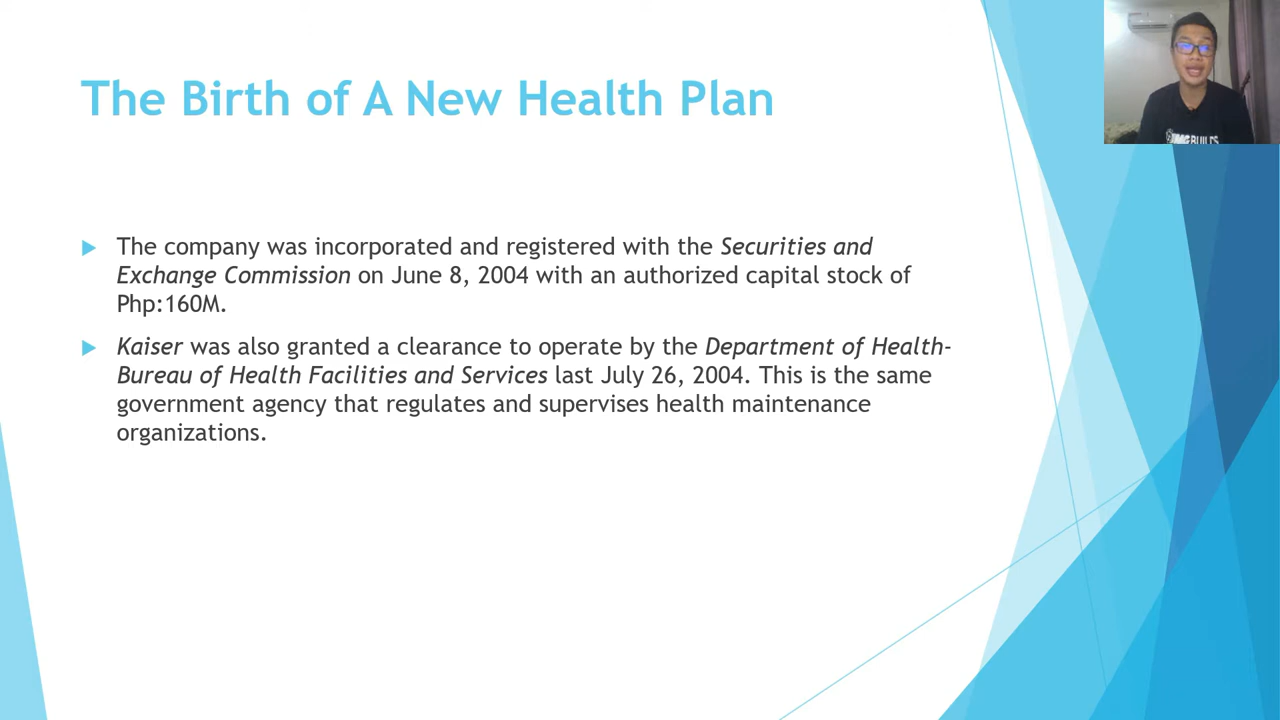 The Birth of A New Health Plan
The company was incorporated and registered with the Securities and
Exchange Commission on June 8, 2004 with an authorized capital stock of
Php:160M.
Kaiser was also granted a clearance to operate by the Department of Health-
Bureau of Health Facilities and Services last July 26, 2004. This is the same
government agency that regulates and supervises health maintenance
organizations.